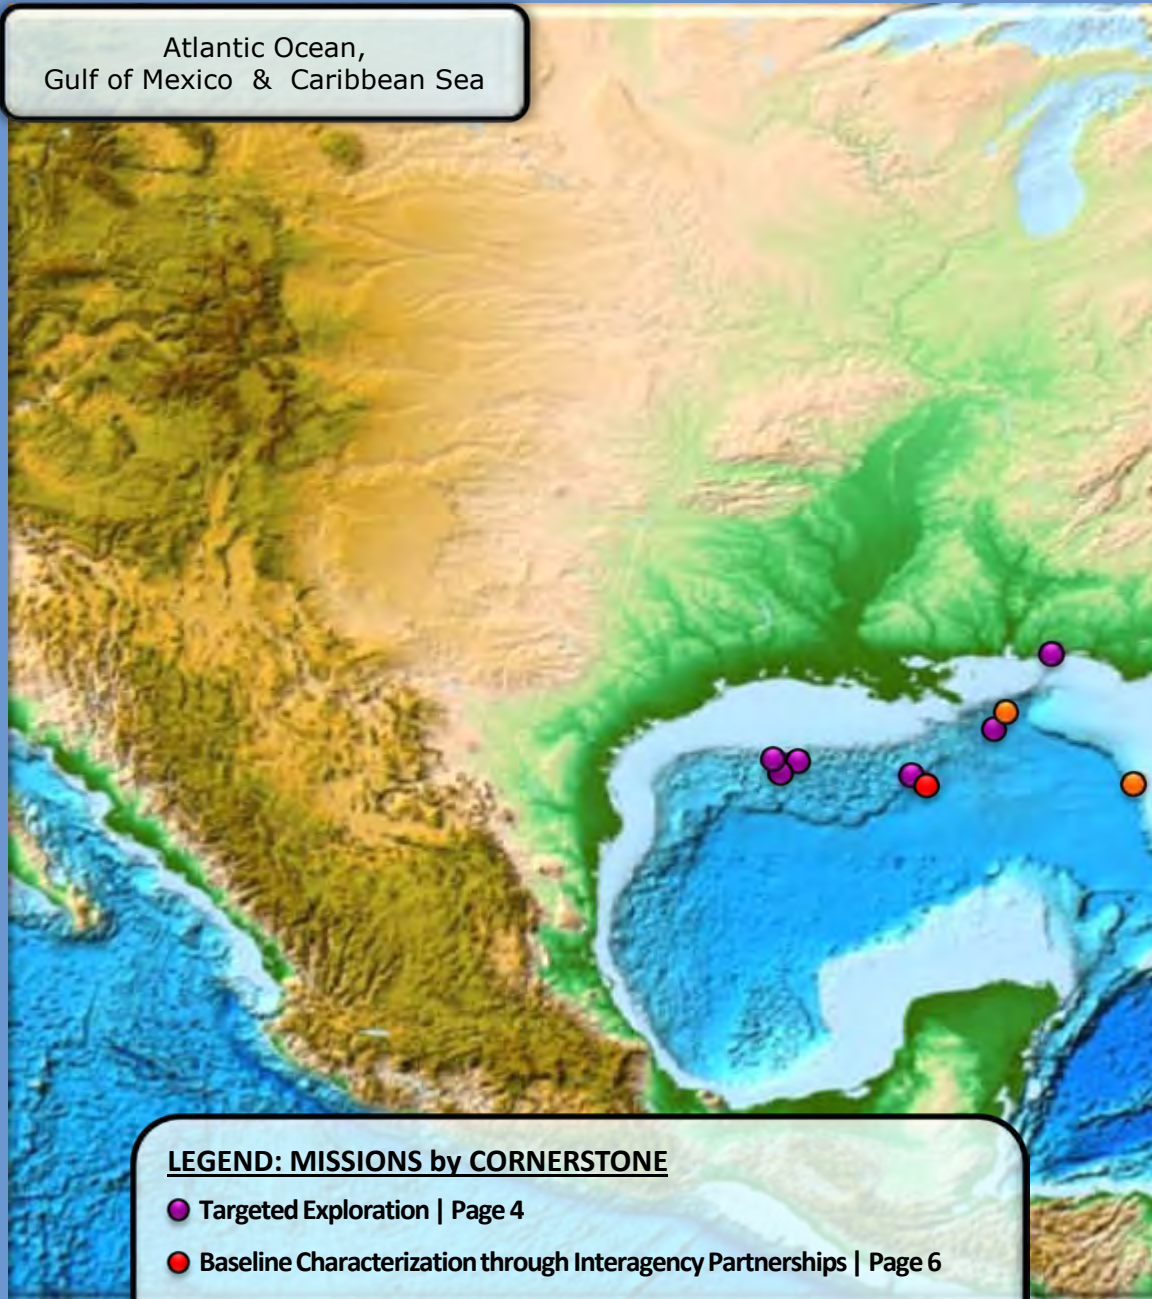 Atlantic Ocean,
Gulf of Mexico & Caribbean Sea
LEGEND: MISSIONS by CORNERSTONE
Targeted Exploration | Page 4
Baseline Characterization through Interagency Partnerships | Page 6